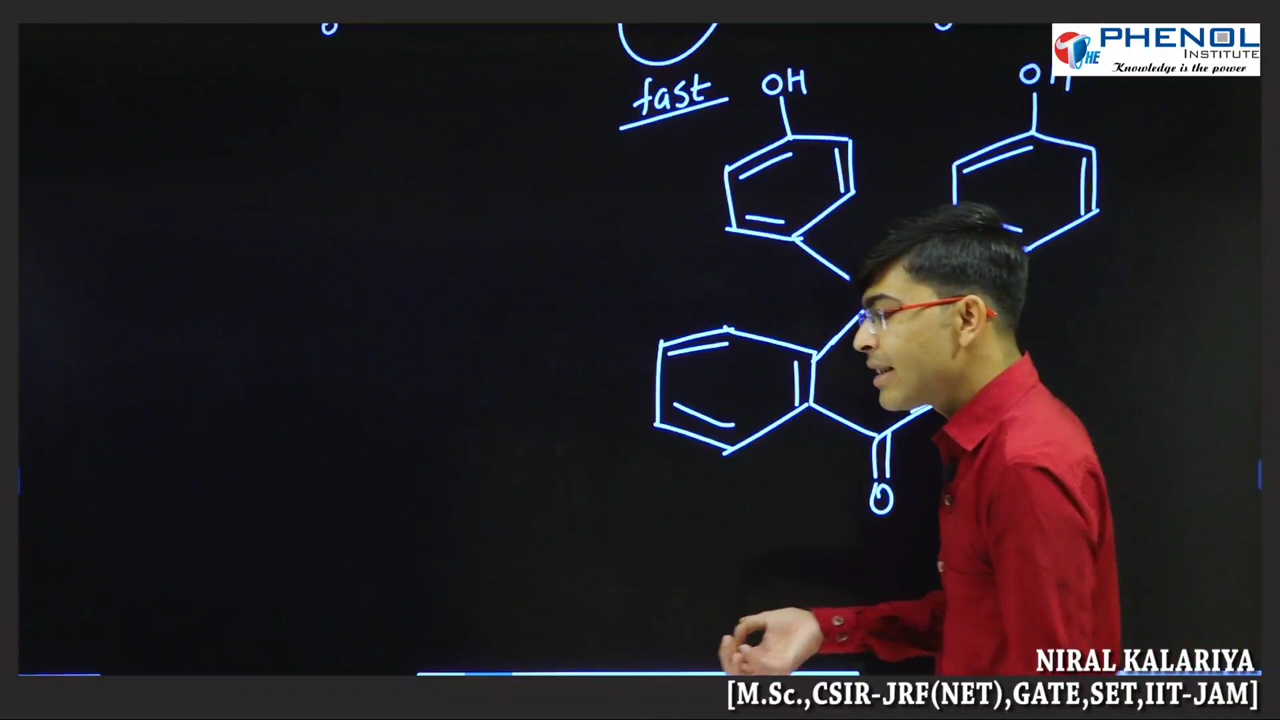 PHENOL
INSTITUTE
THE
Knowledge is the power
fast
OH
OH
O
NIRAL KALARIYA
[M.Sc.,CSIR-JRF(NET),GATE,SET,IIT-JAM]